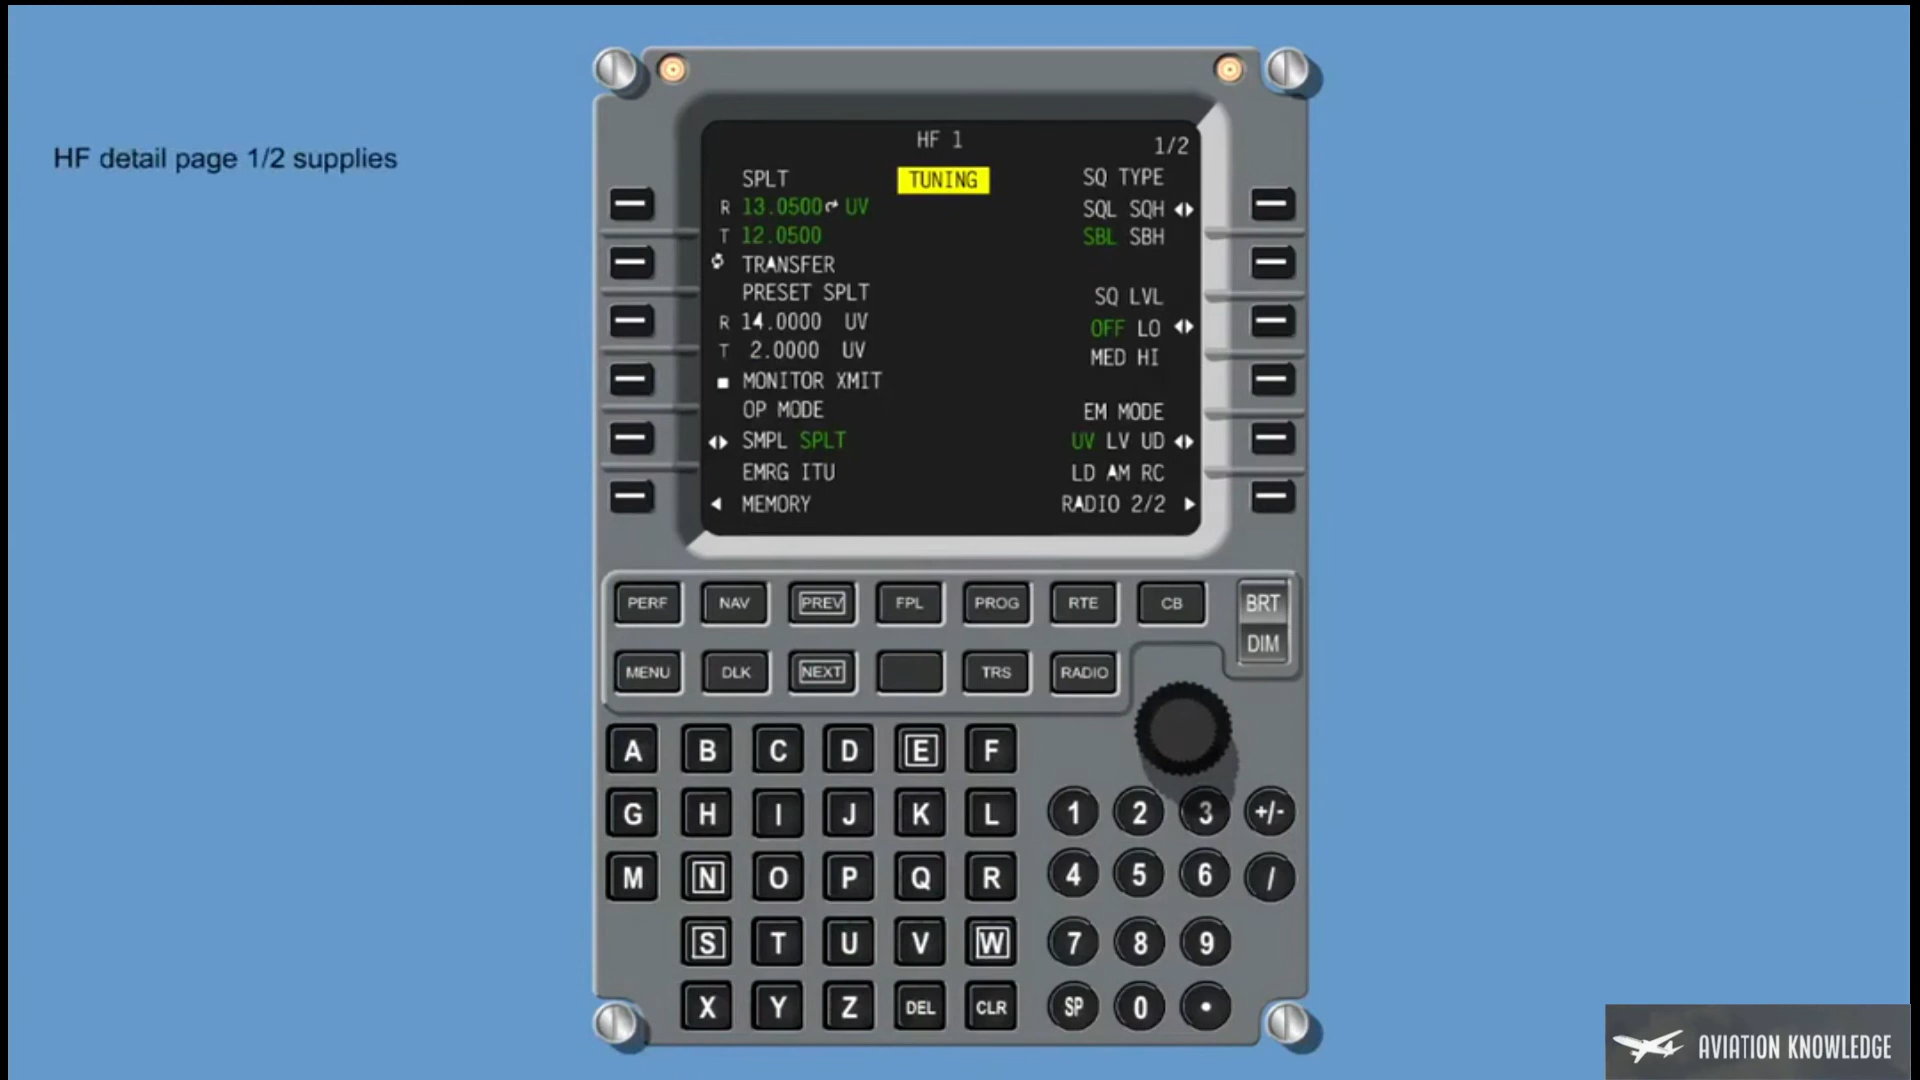 HF detail page 1/2 supplies
HF 1
1/2
SPLT
TUNING
SQ TYPE
R 13.0500 UV
SQL SQH
T 12.0500
SBL SBH
TRANSFER
PRESET SPLT
SQ LVL
R 14.0000 UV
OFF LO
T 2.0000 UV
MED HI
MONITOR XMIT
OP MODE
EM MODE
SMPL SPLT
UV LV UD
EMRG ITU
LD AM RC
MEMORY
RADIO 2/2
PERF NAV PREV FPL PROG RTE CB BRT
DIM
MENU DLK NEXT TRS RADIO
A B C D E F
G H I J K L 1 2 3 +/-
M N O P Q R 4 5 6 /
S T U V W 7 8 9
X Y Z DEL CLR SP 0 •
AVIATION KNOWLEDGE